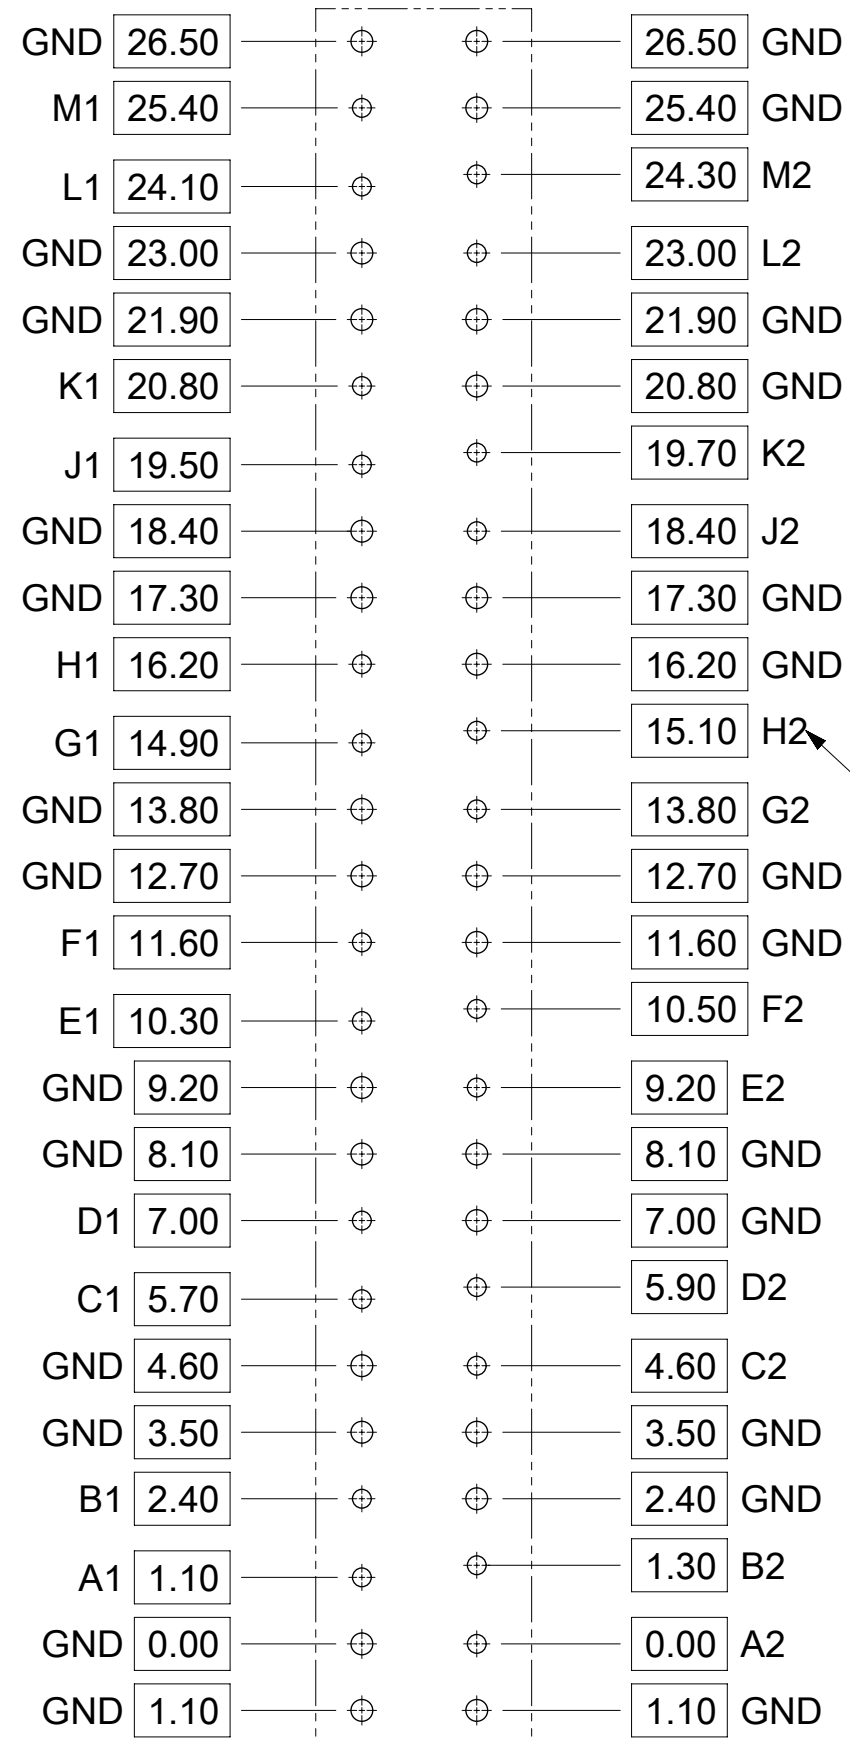 GND 26.50 26.50 GND
M1 25.40 25.40 GND
L1 24.10 24.30 M2
GND 23.00 23.00 L2
GND 21.90 21.90 GND
K1 20.80 20.80 GND
J1 19.50 19.70 K2
GND 18.40 18.40 J2
GND 17.30 17.30 GND
H1 16.20 16.20 GND
G1 14.90 15.10 H2
GND 13.80 13.80 G2
GND 12.70 12.70 GND
F1 11.60 11.60 GND
E1 10.30 10.50 F2
GND 9.20 9.20 E2
GND 8.10 8.10 GND
D1 7.00 7.00 GND
C1 5.70 5.90 D2
GND 4.60 4.60 C2
GND 3.50 3.50 GND
B1 2.40 2.40 GND
A1 1.10 1.30 B2
GND 0.00 0.00 A2
GND 1.10 1.10 GND